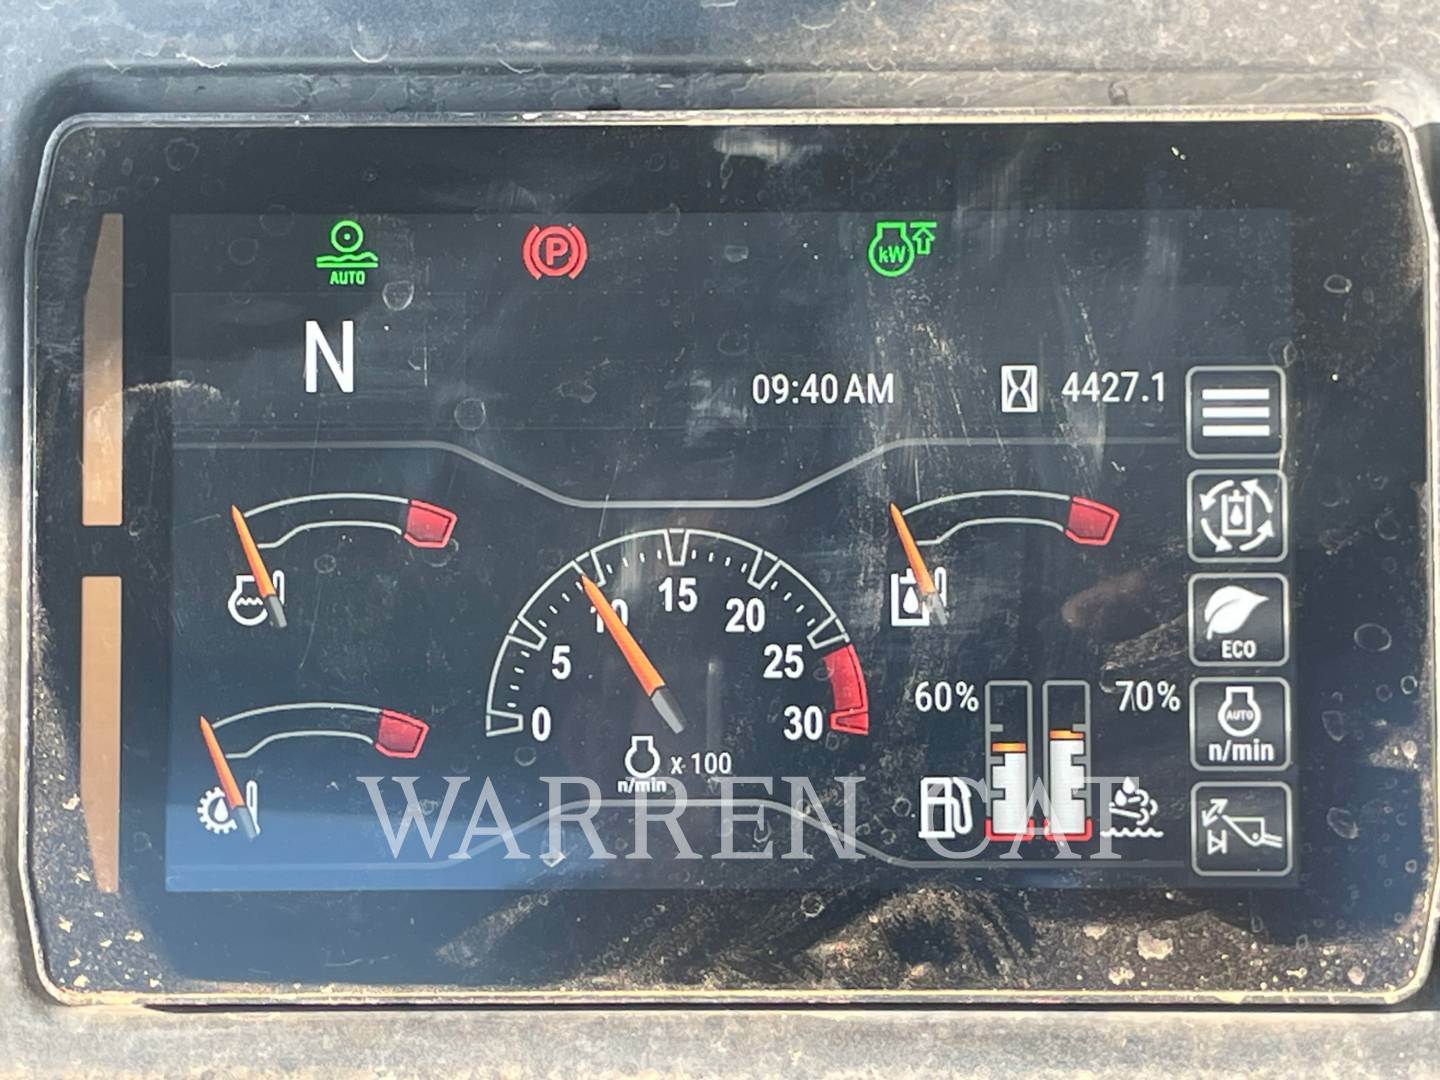 AUTO
P
kW
N
09:40 AM
4427.1
0
5
10
15
20
25
30
x 100
n/min
60%
70%
ECO
AUTO
n/min
WARREN CAT